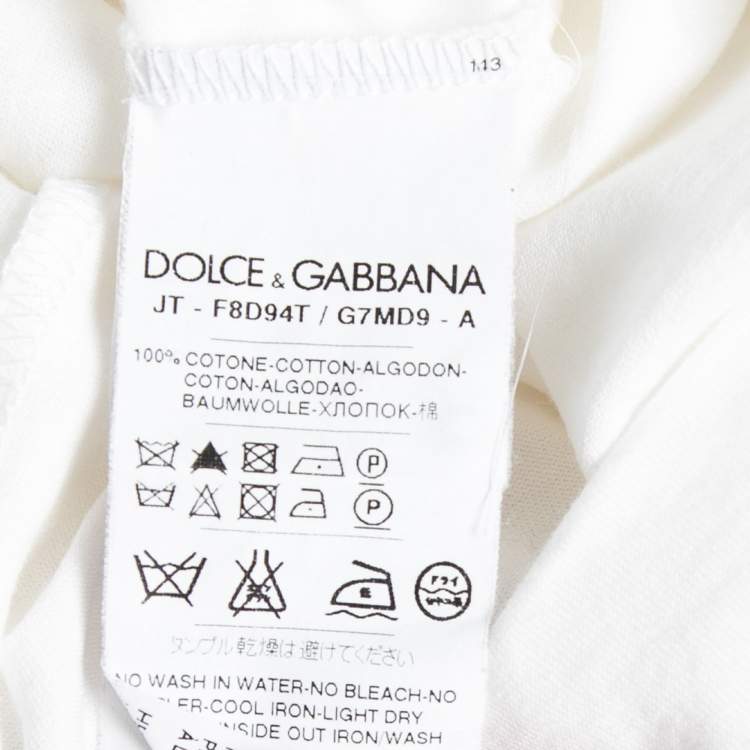 143
DOLCE & GABBANA
JT - F8D94T / G7MD9 - A
100% COTONE-COTTON-ALGODON-
COTON-ALGODAO-
BAUMWOLLE-ХЛОПОК-棉
P
P
ドライ
タンブル乾燥は避けてください
NO WASH IN WATER-NO BLEACH-NO
-COOL IRON-LIGHT DRY
INSIDE OUT IRON/WASH